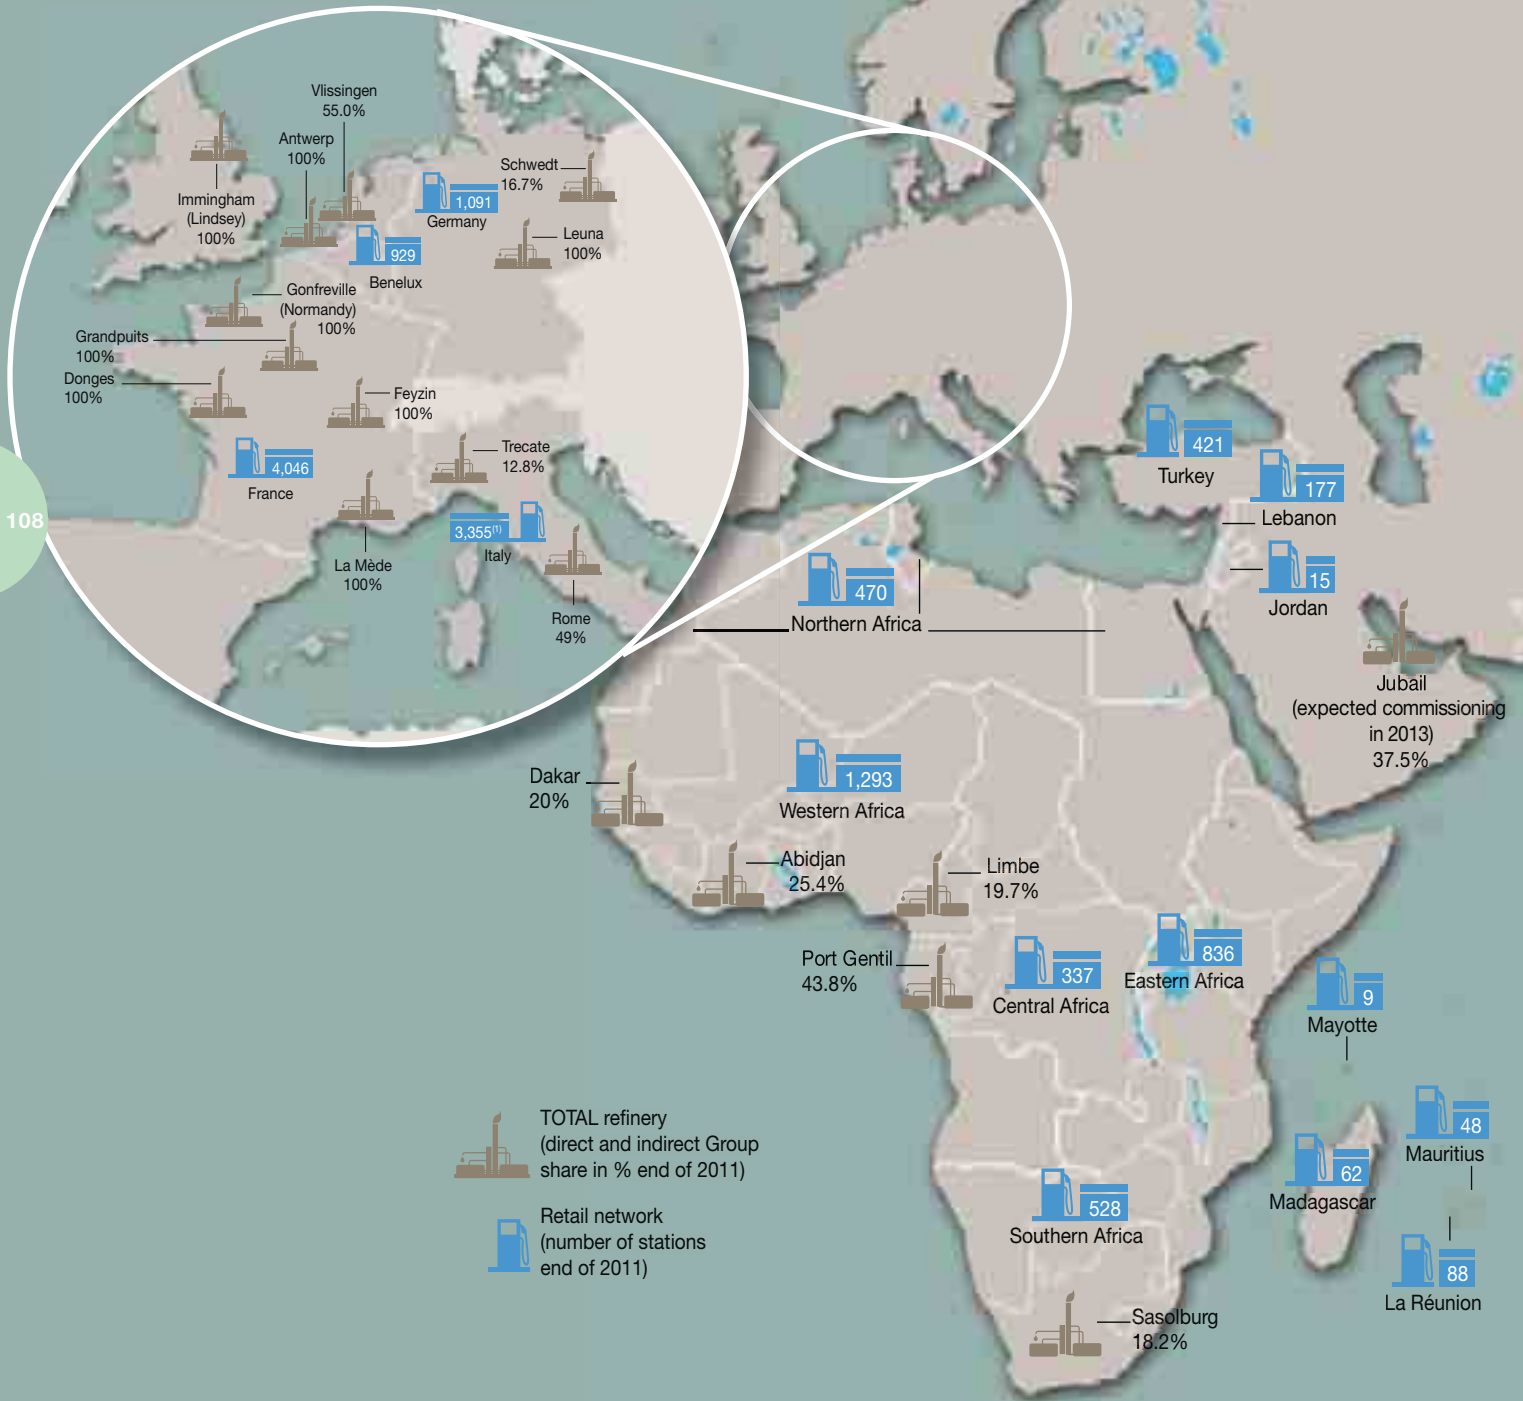 Vlissingen
55.0%
Antwerp
100%
Schwedt
16.7%
Immingham
(Lindsey)
100%
1,091
Germany
Leuna
100%
929
Benelux
Gonfreville
(Normandy)
100%
Grandpuits
100%
Donges
100%
Feyzin
100%
Trecate
12.8%
4,046
France
La Mède
100%
3,355(1)
Italy
Rome
49%
108
421
Turkey
177
Lebanon
15
Jordan
470
Northern Africa
Jubail
(expected commissioning
in 2013)
37.5%
Dakar
20%
1,293
Western Africa
Abidjan
25.4%
Limbe
19.7%
Port Gentil
43.8%
337
Central Africa
836
Eastern Africa
9
Mayotte
48
Mauritius
62
Madagascar
88
La Réunion
528
Southern Africa
Sasolburg
18.2%
TOTAL refinery
(direct and indirect Group
share in % end of 2011)
Retail network
(number of stations
end of 2011)